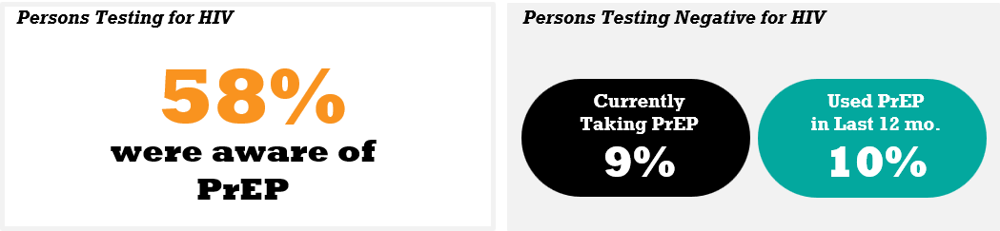 Persons Testing for HIV
58%
were aware of
PrEP
Persons Testing Negative for HIV
Currently
Taking PrEP
9%
Used PrEP
in Last 12 mo.
10%